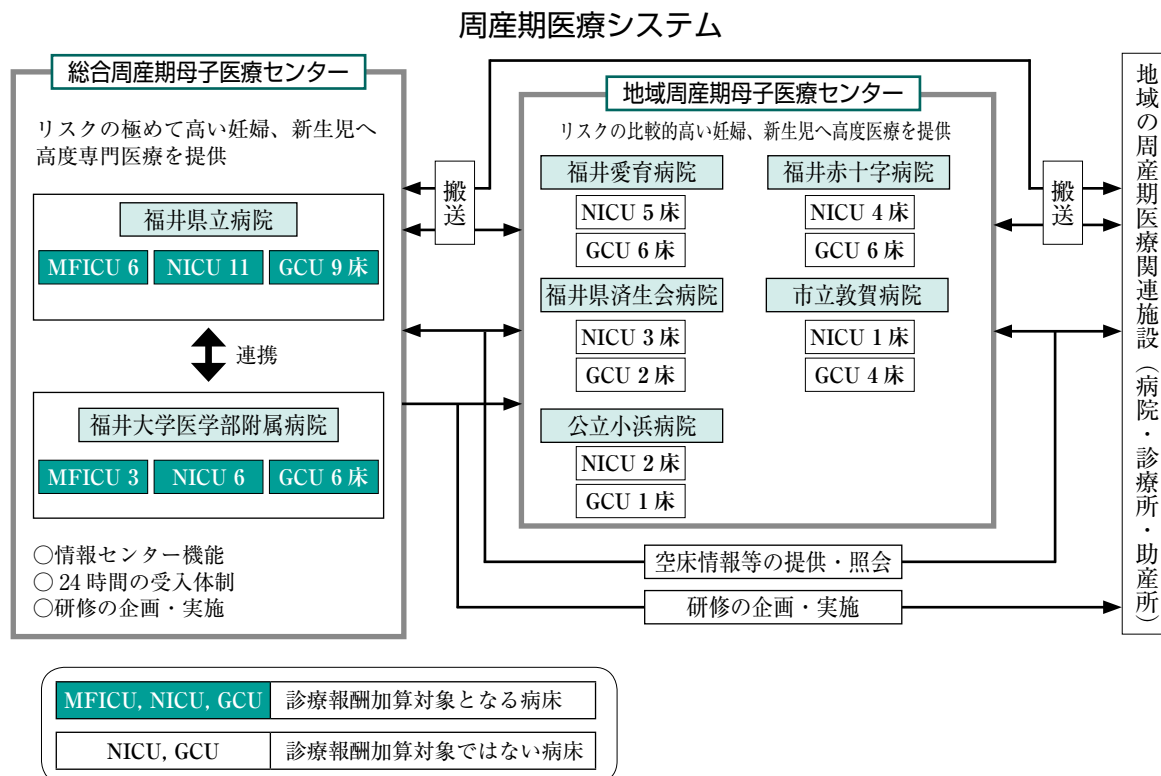 周産期医療システム
総合周産期母子医療センター
リスクの極めて高い妊婦、新生児へ
高度専門医療を提供
福井県立病院
MFICU 6
NICU 11
GCU 9 床
連携
福井大学医学部附属病院
MFICU 3
NICU 6
GCU 6 床
○情報センター機能
○ 24 時間の受入体制
○研修の企画・実施
搬送
地域周産期母子医療センター
リスクの比較的高い妊婦、新生児へ高度医療を提供
福井愛育病院
NICU 5 床
GCU 6 床
福井赤十字病院
NICU 4 床
GCU 6 床
福井県済生会病院
NICU 3 床
GCU 2 床
市立敦賀病院
NICU 1 床
GCU 4 床
公立小浜病院
NICU 2 床
GCU 1 床
搬送
空床情報等の提供・照会
研修の企画・実施
地域の周産期医療関連施設（病院・診療所・助産所）
MFICU, NICU, GCU
診療報酬加算対象となる病床
NICU, GCU
診療報酬加算対象ではない病床